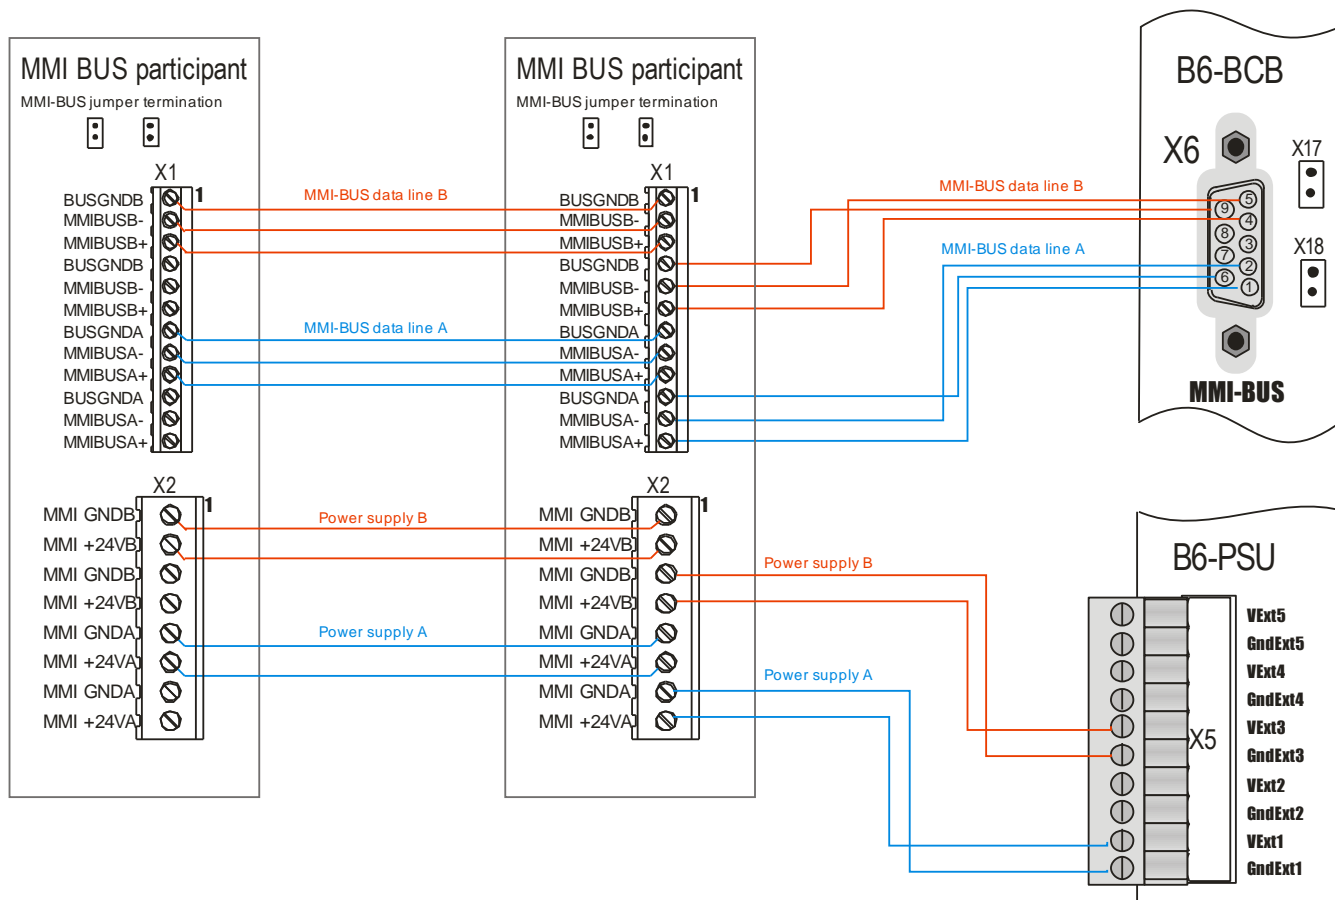 MMI BUS participant
MMI-BUS jumper termination
X1
1
BUSGNDB
MMIBUSB-
MMIBUSB+
BUSGNDB
MMIBUSB-
MMIBUSB+
BUSGNDA
MMIBUSA-
MMIBUSA+
BUSGNDA
MMIBUSA-
MMIBUSA+
X2
1
MMI GNDB
MMI +24VB
MMI GNDB
MMI +24VB
MMI GNDA
MMI +24VA
MMI GNDA
MMI +24VA
MMI-BUS data line B
MMI-BUS data line A
Power supply B
Power supply A
MMI BUS participant
MMI-BUS jumper termination
X1
1
BUSGNDB
MMIBUSB-
MMIBUSB+
BUSGNDB
MMIBUSB-
MMIBUSB+
BUSGNDA
MMIBUSA-
MMIBUSA+
BUSGNDA
MMIBUSA-
MMIBUSA+
X2
1
MMI GNDB
MMI +24VB
MMI GNDB
MMI +24VB
MMI GNDA
MMI +24VA
MMI GNDA
MMI +24VA
MMI-BUS data line B
MMI-BUS data line A
Power supply B
Power supply A
B6-BCB
X6
X17
X18
5
9
4
8
3
7
2
6
1
MMI-BUS
B6-PSU
X5
VExt5
GndExt5
VExt4
GndExt4
VExt3
GndExt3
VExt2
GndExt2
VExt1
GndExt1